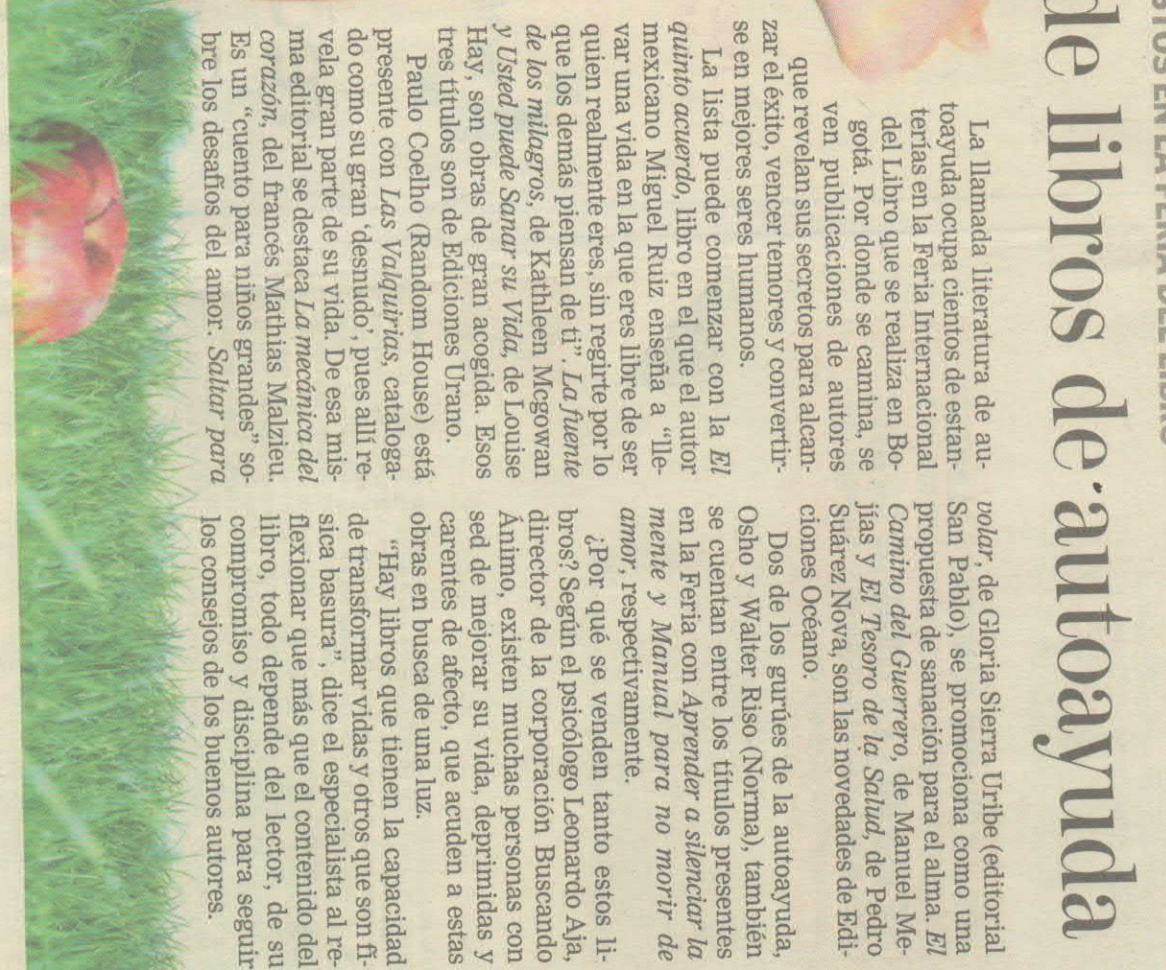 EN LA FERIA DEL LIBRO
de libros de autoayuda
La llamada literatura de au-
toayuda ocupa cientos de estan-
terías en la Feria Internacional
del Libro que se realiza en Bo-
gotá. Por donde se camina, se
ven publicaciones de autores
que revelan sus secretos para alcan-
zar el éxito, vencer temores y convertir-
se en mejores seres humanos.
La lista puede comenzar con la El
quinto acuerdo, libro en el que el autor
mexicano Miguel Ruiz enseña a "lle-
var una vida en la que eres libre de ser
quien realmente eres, sin regirte por lo
que los demás piensan de ti". La fuente
de los milagros, de Kathleen Mcgowan
y Usted puede Sanar su Vida, de Louise
Hay, son obras de gran acogida. Esos
tres títulos son de Ediciones Urano.
Paulo Coelho (Random House) está
presente con Las Valquirias, cataloga-
do como su gran 'desnudo', pues allí re-
vela gran parte de su vida. De esa mis-
ma editorial se destaca La mecánica del
corazón, del francés Mathias Malzieu.
Es un "cuento para niños grandes" so-
bre los desafíos del amor. Saltar para
volar, de Gloria Sierra Uribe (editorial
San Pablo), se promociona como una
propuesta de sanación para el alma. El
Camino del Guerrero, de Manuel Me-
jías y El Tesoro de la Salud, de Pedro
Suárez Nova, son las novedades de Edi-
ciones Océano.
Dos de los gurúes de la autoayuda,
Osho y Walter Riso (Norma), también
se cuentan entre los títulos presentes
en la Feria con Aprender a silenciar la
mente y Manual para no morir de
amor, respectivamente.
¿Por qué se venden tanto estos li-
bros? Según el psicólogo Leonardo Aja,
director de la corporación Buscando
Ánimo, existen muchas personas con
sed de mejorar su vida, deprimidas y
carentes de afecto, que acuden a estas
obras en busca de una luz.
"Hay libros que tienen la capacidad
de transformar vidas y otros que son fí-
sica basura", dice el especialista al re-
flexionar que más que el contenido del
libro, todo depende del lector, de su
compromiso y disciplina para seguir
los consejos de los buenos autores.